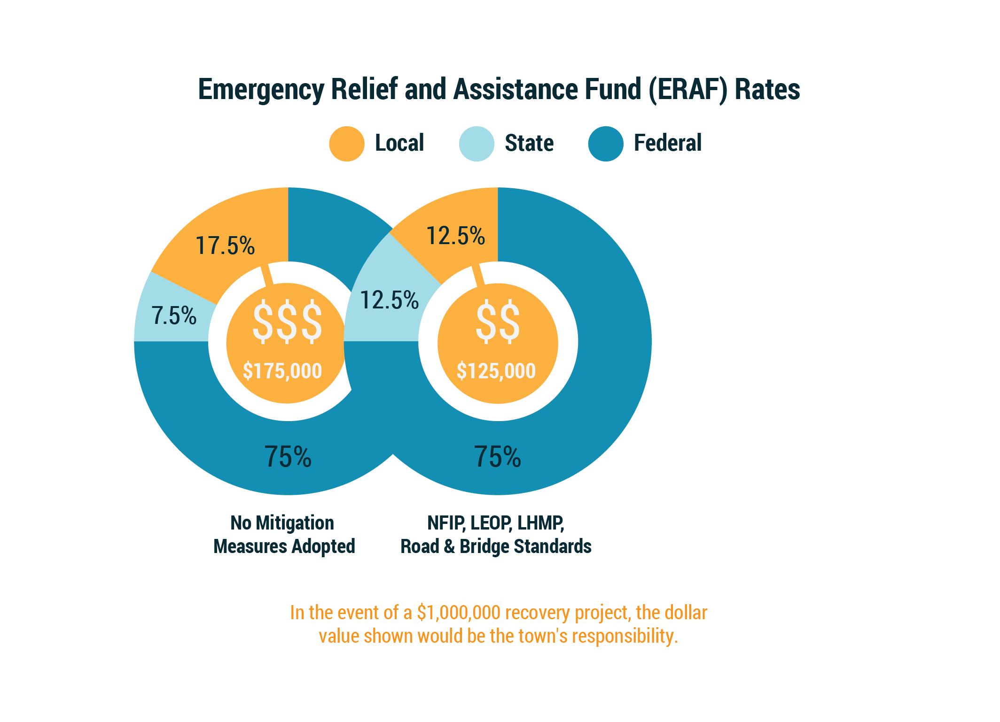 Emergency Relief and Assistance Fund (ERAF) Rates
Local
State
Federal
17.5%
7.5%
$$$
$175,000
75%
12.5%
12.5%
$$
$125,000
75%
No Mitigation
Measures Adopted
NFIP, LEOP, LHMP,
Road & Bridge Standards
In the event of a $1,000,000 recovery project, the dollar
value shown would be the town's responsibility.